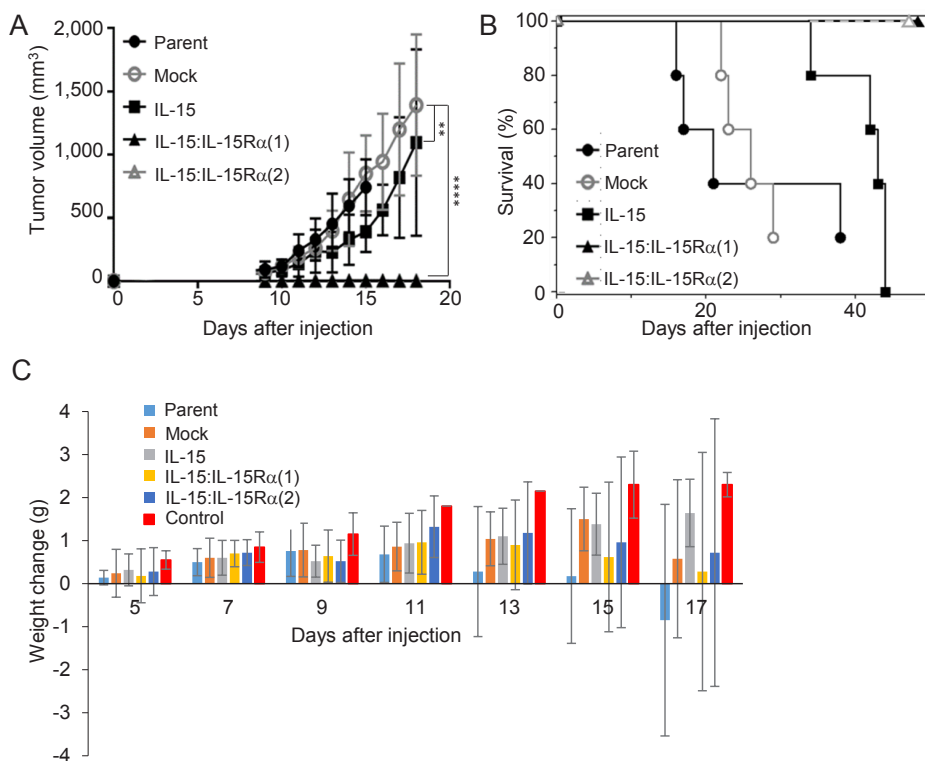 A
Tumor volume (mm³)
2,000
1,500
1,000
500
0
0 5 10 15 20
Days after injection
Parent
Mock
IL-15
IL-15:IL-15Rα(1)
IL-15:IL-15Rα(2)
**
****
B
Survival (%)
100
80
60
40
20
0
0 20 40
Days after injection
Parent
Mock
IL-15
IL-15:IL-15Rα(1)
IL-15:IL-15Rα(2)
C
Weight change (g)
4
3
2
1
0
-1
-2
-3
-4
Parent
Mock
IL-15
IL-15:IL-15Rα(1)
IL-15:IL-15Rα(2)
Control
5 7 9 11 13 15 17
Days after injection